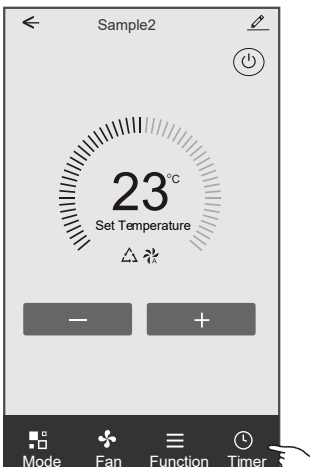 Sample2
23°C
Set Temperature
A
Mode Fan Function Timer